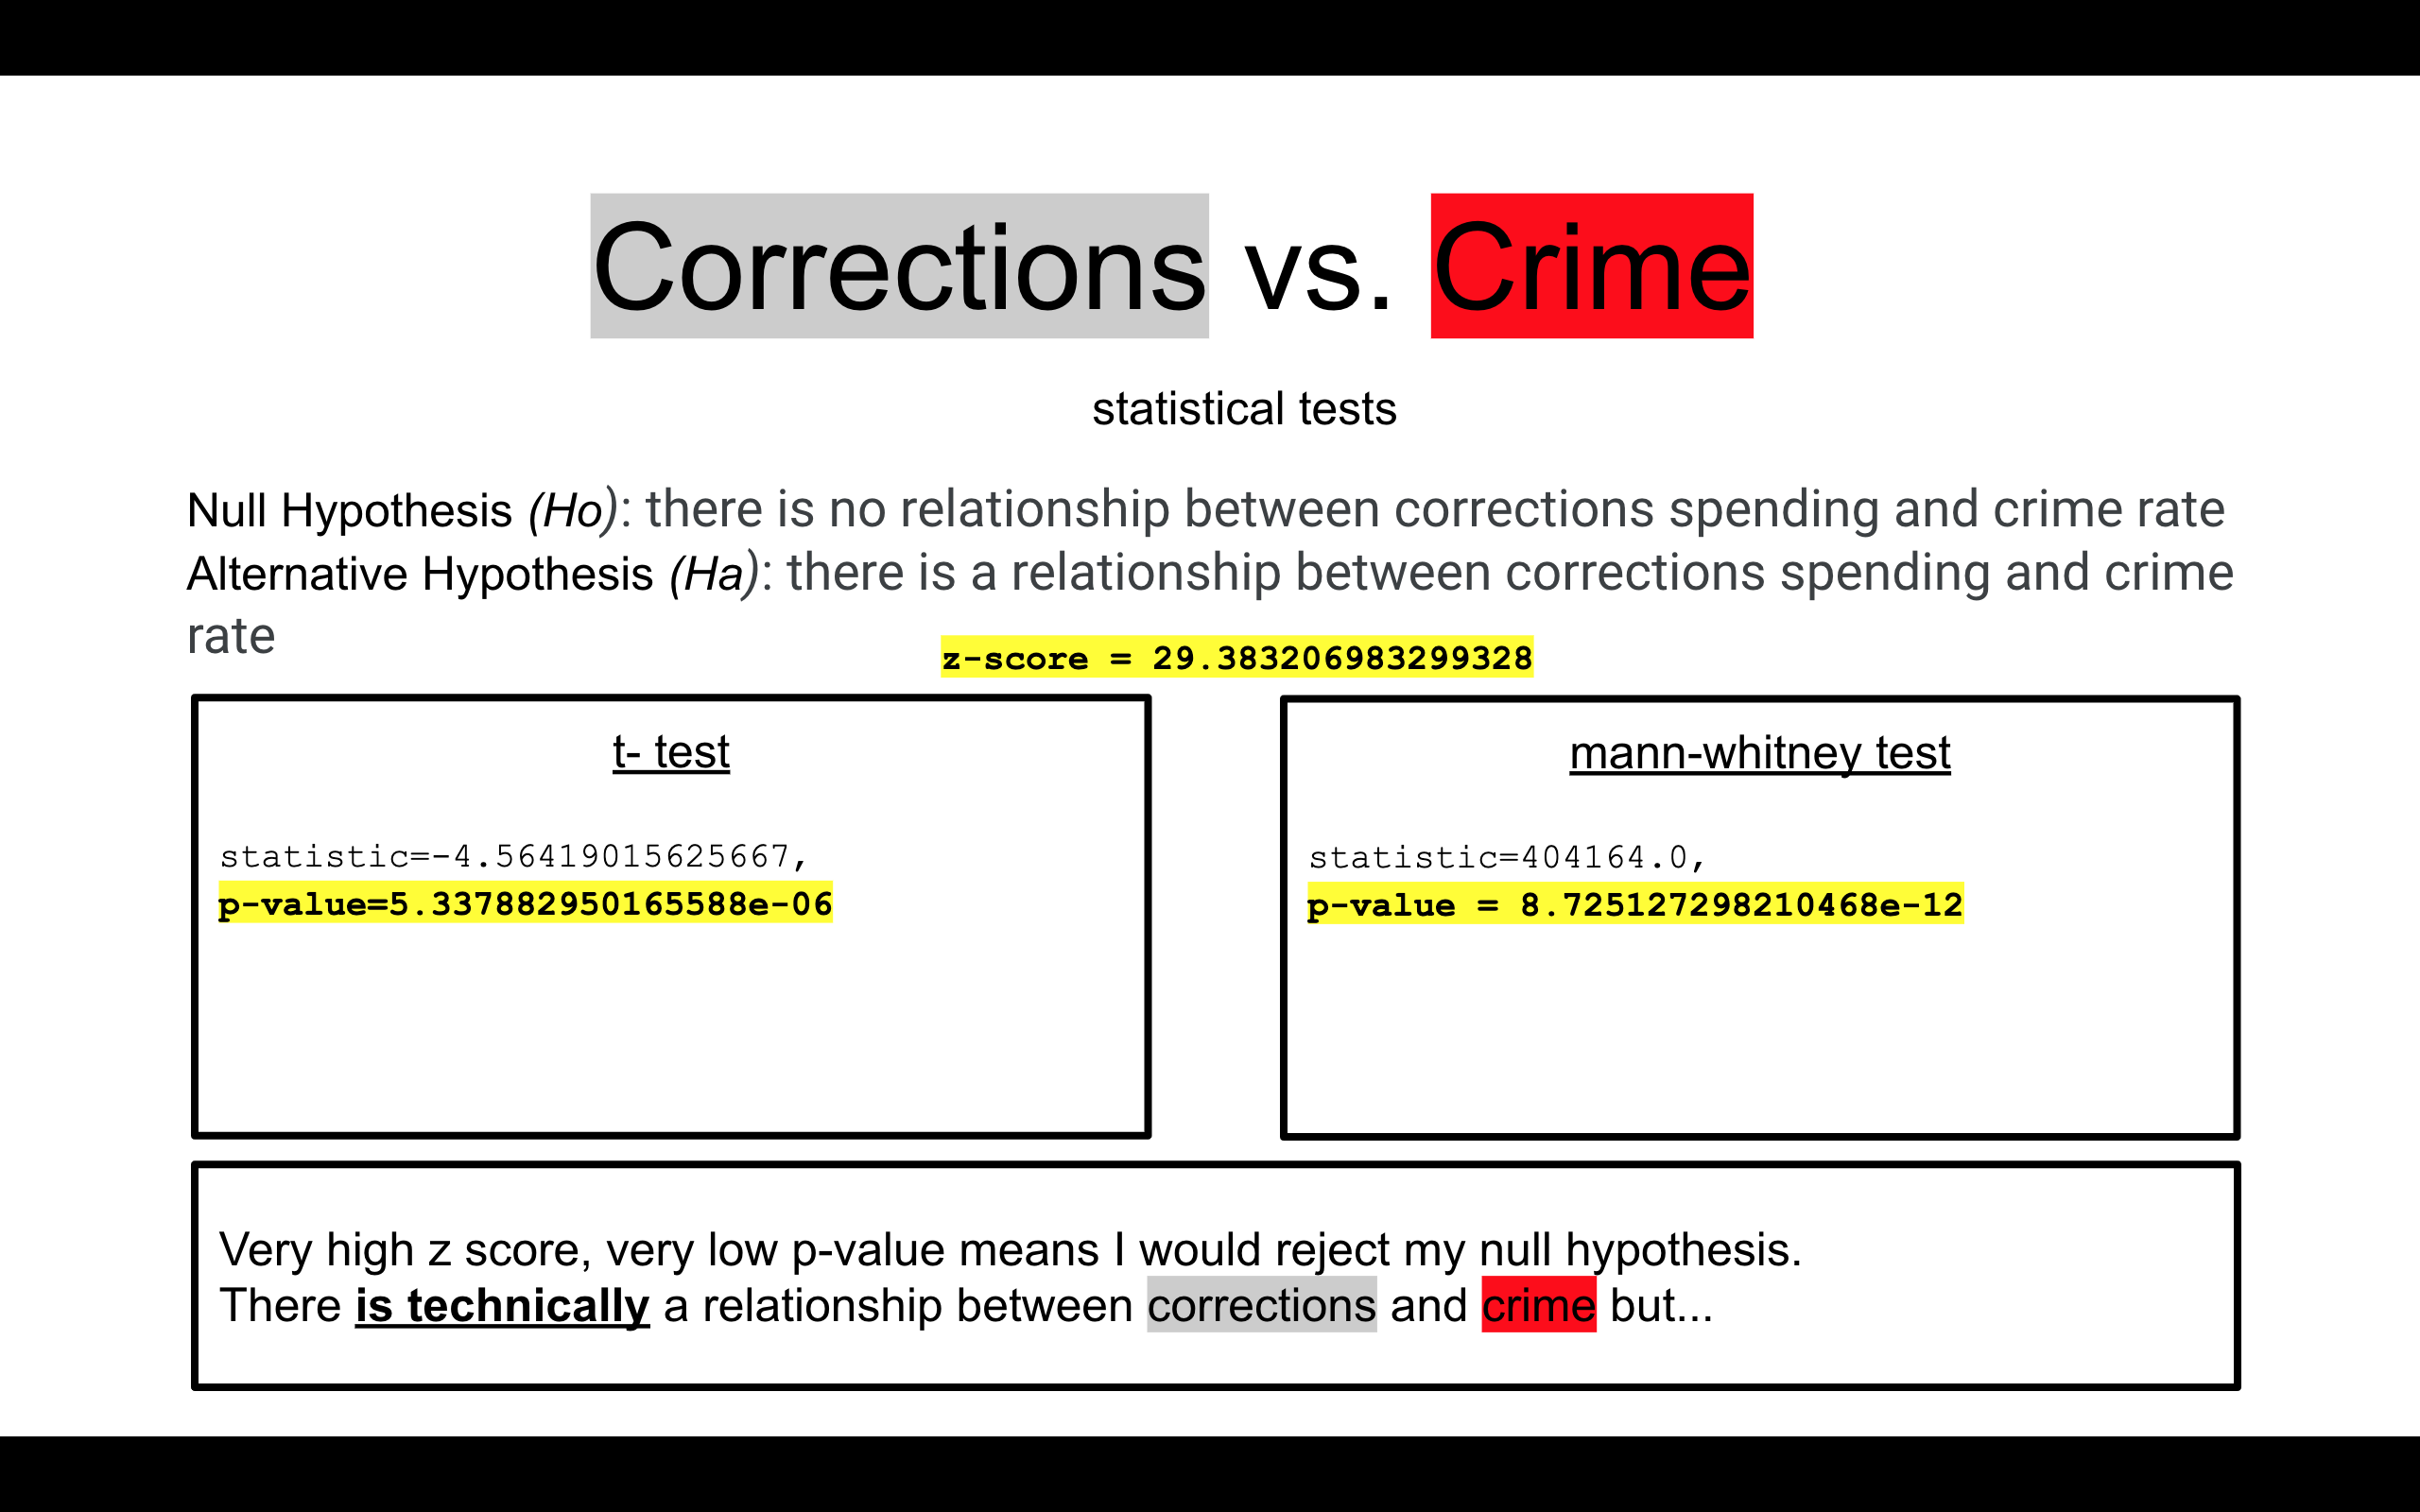 Corrections vs. Crime
statistical tests
Null Hypothesis (Ho): there is no relationship between corrections spending and crime rate
Alternative Hypothesis (Ha): there is a relationship between corrections spending and crime
rate
z-score = 29.383206983299328
t- test
statistic=-4.56419015625667,
p-value=5.337882950165588e-06
mann-whitney test
statistic=404164.0,
p-value = 8.725127298210468e-12
Very high z score, very low p-value means I would reject my null hypothesis.
There is technically a relationship between corrections and crime but...